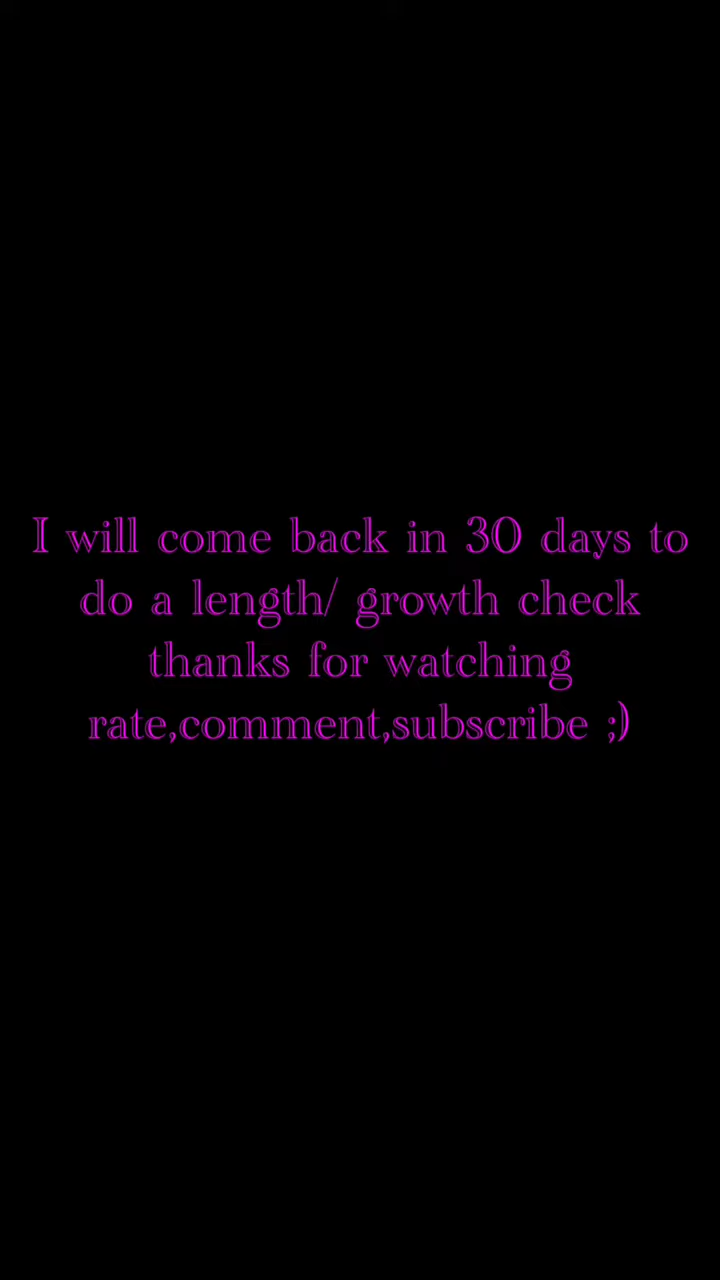 I will come back in 30 days to
do a length/ growth check
thanks for watching
rate,comment,subscribe ;)